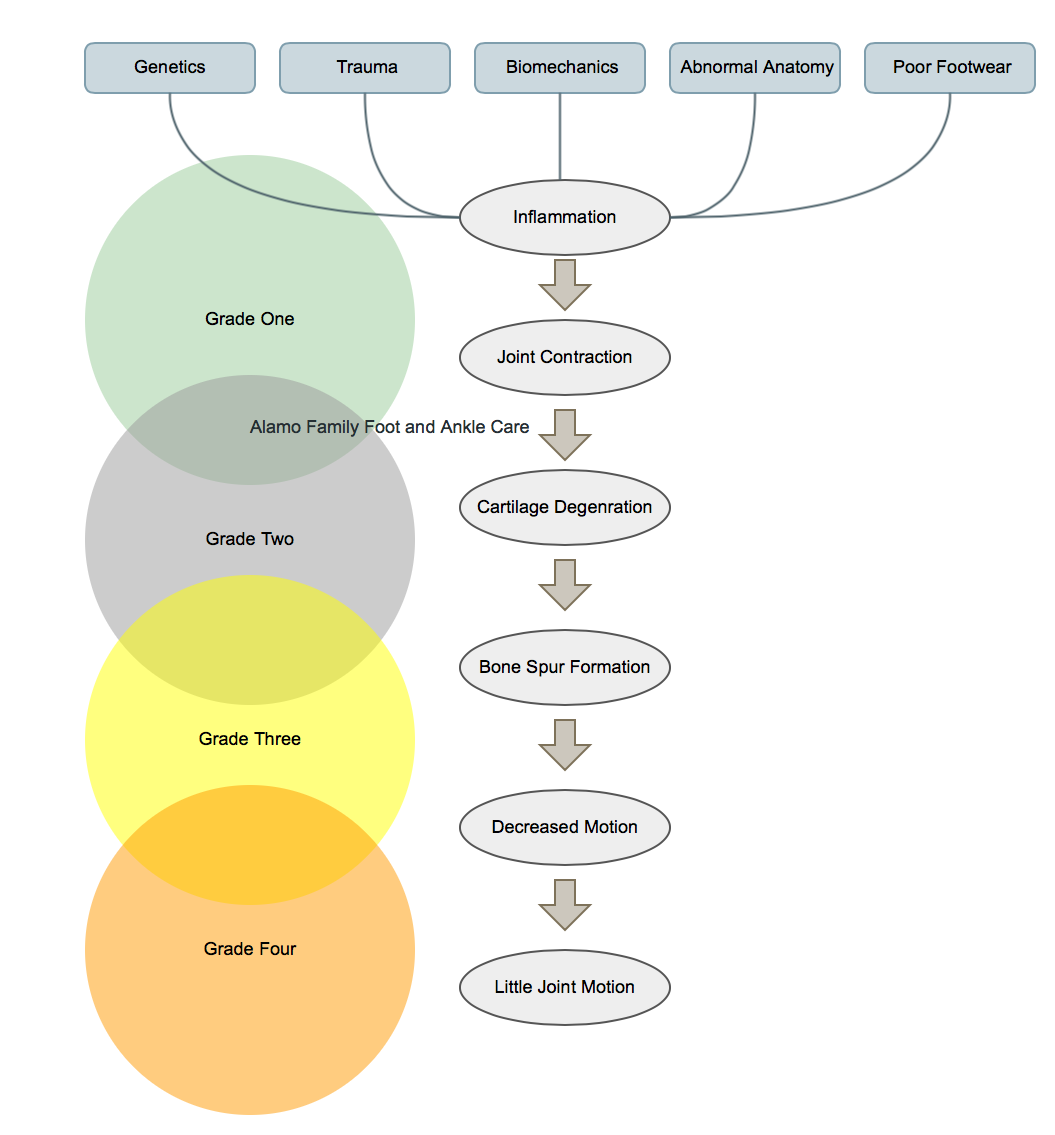 Genetics
Trauma
Biomechanics
Abnormal Anatomy
Poor Footwear
Inflammation
Grade One
Joint Contraction
Alamo Family Foot and Ankle Care
Cartilage Degenration
Grade Two
Bone Spur Formation
Grade Three
Decreased Motion
Grade Four
Little Joint Motion